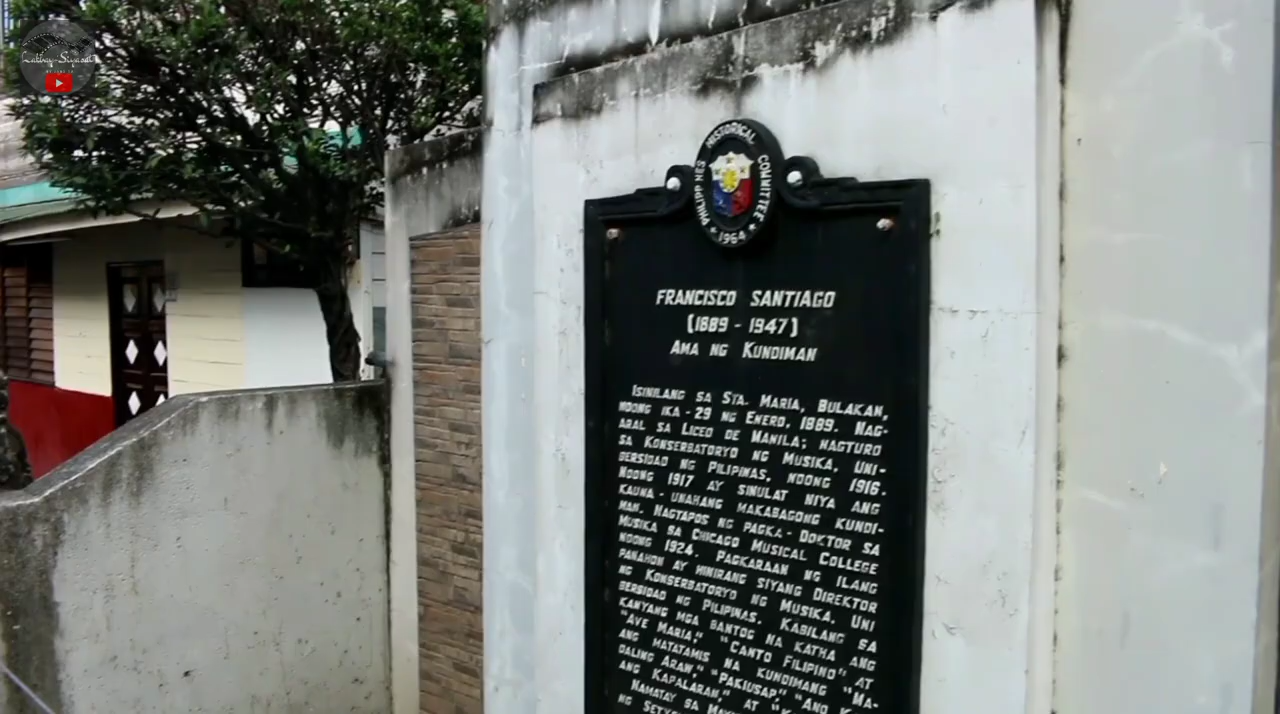 Lathay-Siyasat
PHILIPPINES HISTORICAL COMMITTEE
1964
FRANCISCO SANTIAGO
(1889 - 1947)
AMA NG KUNDIMAN
ISINILANG SA STA. MARIA, BULAKAN,
NOONG IKA - 29 NG ENERO, 1889. NAG-
ARAL SA LICEO DE MANILA; NAGTURO
SA KONSERBATORYO NG MUSIKA, UNI-
BERSIDAD NG PILIPINAS, NOONG 1916.
NOONG 1917 AY SINULAT NIYA ANG
KAUNA - UNAHANG MAKABAGONG KUNDI-
MAN. NAGTAPOS NG PAGKA - DOKTOR SA
MUSIKA SA CHICAGO MUSICAL COLLEGE
NOONG 1924. PAGKARAAN NG ILANG
PANAHON AY HINIRANG SIYANG DIREKTOR
NG KONSERBATORYO NG MUSIKA, UNI
BERSIDAD NG PILIPINAS. KABILANG SA
KANYANG MGA BANTOG NA KATHA ANG
"AVE MARIA," "CANTO FILIPINO" AT
ANG MATATAMIS NA KUNDIMANG "MA-
DALING ARAW," "PAKIUSAP," "ANO K
ANG KAPALARAN," AT "
NAMATAY SA
NG